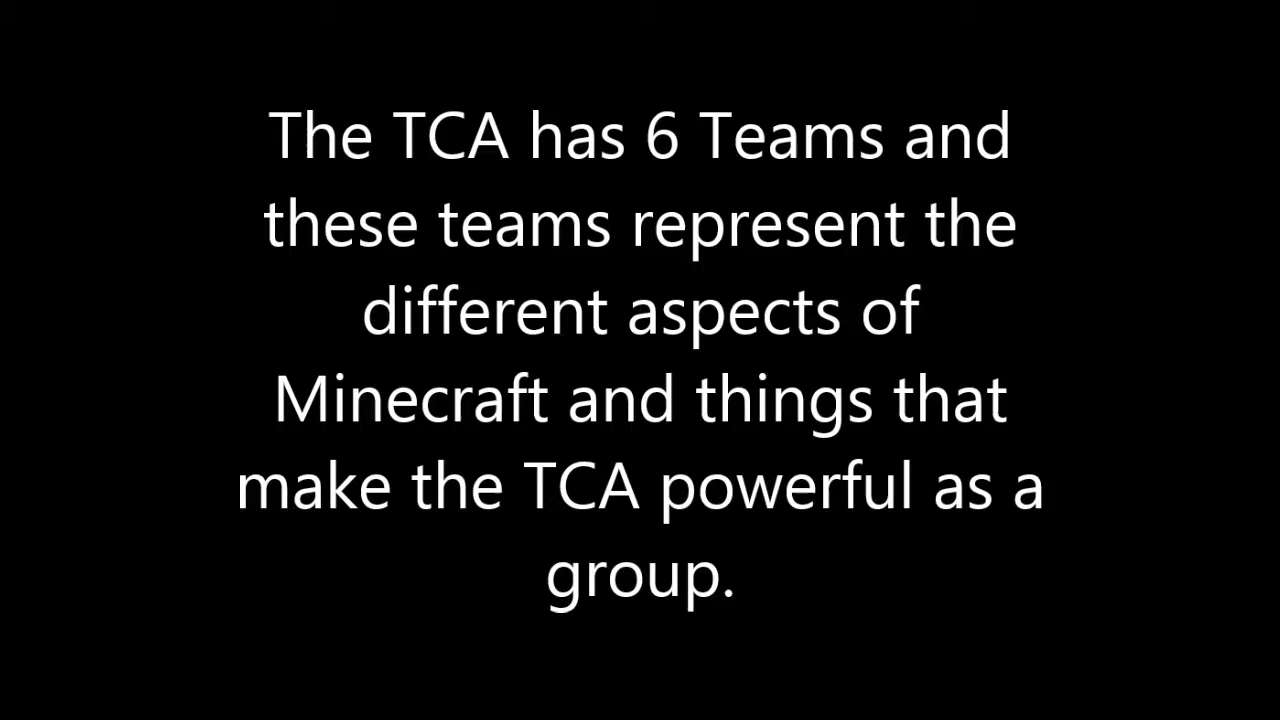 The TCA has 6 Teams and
these teams represent the
different aspects of
Minecraft and things that
make the TCA powerful as a
group.